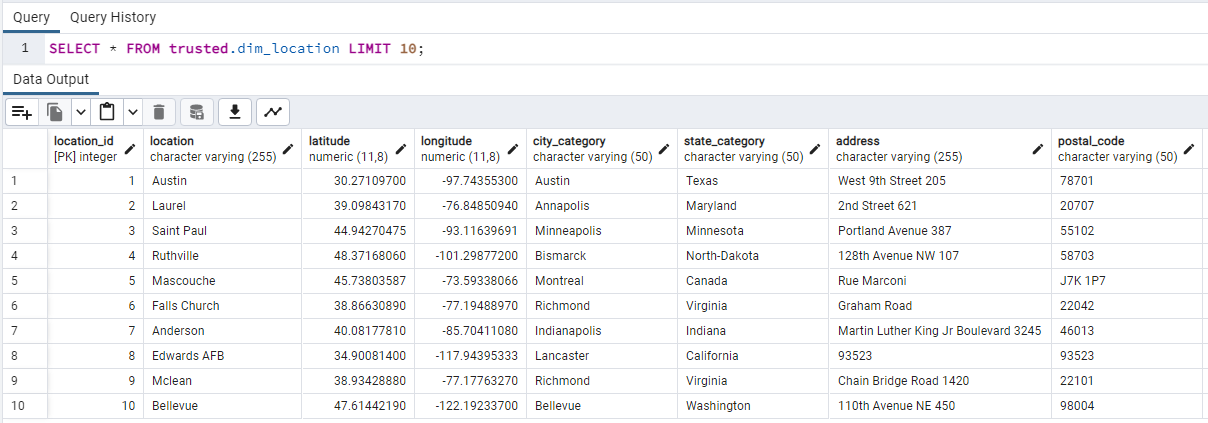 Query Query History
1 SELECT * FROM trusted.dim_location LIMIT 10;
Data Output
location_id location latitude longitude city_category state_category address postal_code
[PK] integer character varying (255) numeric (11,8) numeric (11,8) character varying (50) character varying (50) character varying (255) character varying (50)
1 1 Austin 30.27109700 -97.74355300 Austin Texas West 9th Street 205 78701
2 2 Laurel 39.09843170 -76.84850940 Annapolis Maryland 2nd Street 621 20707
3 3 Saint Paul 44.94270475 -93.11639691 Minneapolis Minnesota Portland Avenue 387 55102
4 4 Ruthville 48.37168060 -101.29877200 Bismarck North-Dakota 128th Avenue NW 107 58703
5 5 Mascouche 45.73803587 -73.59338066 Montreal Canada Rue Marconi J7K 1P7
6 6 Falls Church 38.86630890 -77.19488970 Richmond Virginia Graham Road 22042
7 7 Anderson 40.08177810 -85.70411080 Indianapolis Indiana Martin Luther King Jr Boulevard 3245 46013
8 8 Edwards AFB 34.90081400 -117.94395333 Lancaster California 93523 93523
9 9 Mclean 38.93428880 -77.17763270 Richmond Virginia Chain Bridge Road 1420 22101
10 10 Bellevue 47.61442190 -122.19233700 Bellevue Washington 110th Avenue NE 450 98004